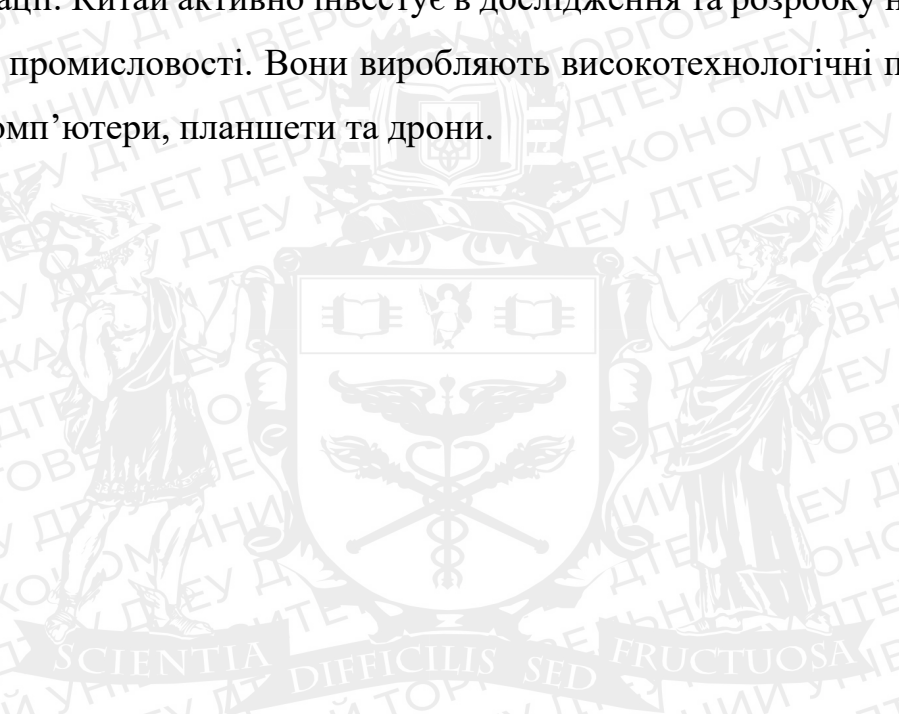 ації. Китай активно інвестує в дослідження та розробку н
промисловості. Вони виробляють високотехнологічні п
омп’ютери, планшети та дрони.
SCIENTIA DIFFICILIS SED FRUCTUOSA